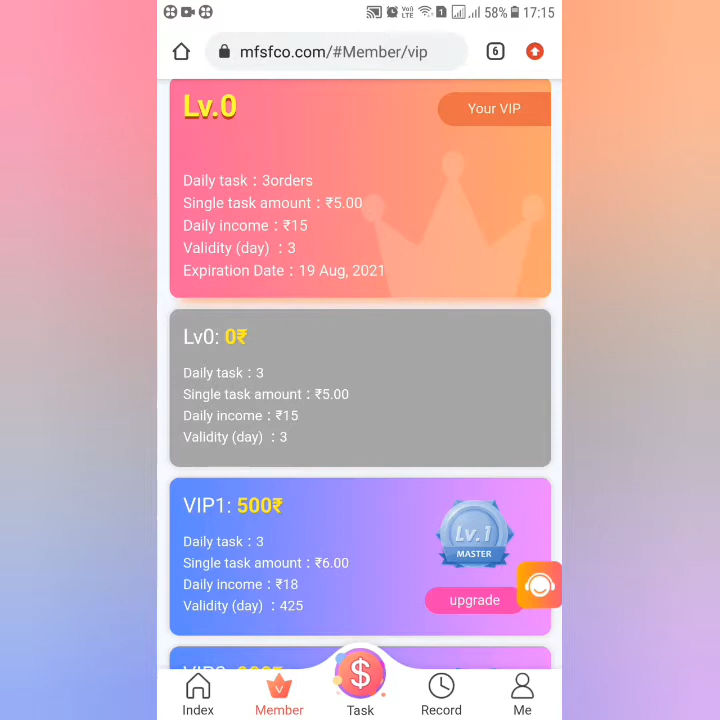 Vo) LTE 1 58% 17:15
mfsfco.com/#Member/vip 6
Lv.0
Your VIP
Daily task : 3orders
Single task amount : ₹5.00
Daily income : ₹15
Validity (day) : 3
Expiration Date : 19 Aug, 2021
Lv0: 0₹
Daily task : 3
Single task amount : ₹5.00
Daily income : ₹15
Validity (day) : 3
VIP1: 500₹
Daily task : 3
Single task amount : ₹6.00
Daily income : ₹18
Validity (day) : 425
Lv.1
MASTER
upgrade
$
Index Member Task Record Me